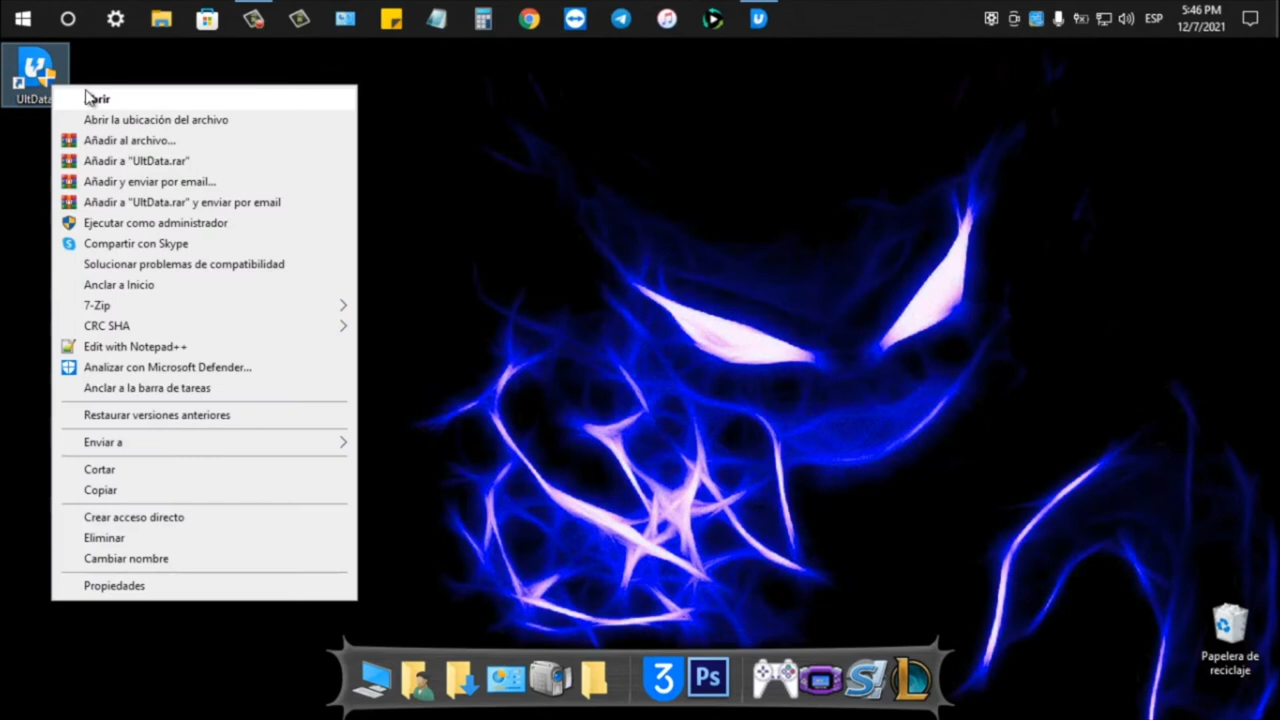 ESP
5:46 PM
12/7/2021
UltData
Abrir la ubicación del archivo
Añadir al archivo...
Añadir a "UltData.rar"
Añadir y enviar por email...
Añadir a "UltData.rar" y enviar por email
Ejecutar como administrador
Compartir con Skype
Solucionar problemas de compatibilidad
Anclar a Inicio
7-Zip
CRC SHA
Edit with Notepad++
Analizar con Microsoft Defender...
Anclar a la barra de tareas
Restaurar versiones anteriores
Enviar a
Cortar
Copiar
Crear acceso directo
Eliminar
Cambiar nombre
Propiedades
Papelera de
reciclaje
3
Ps